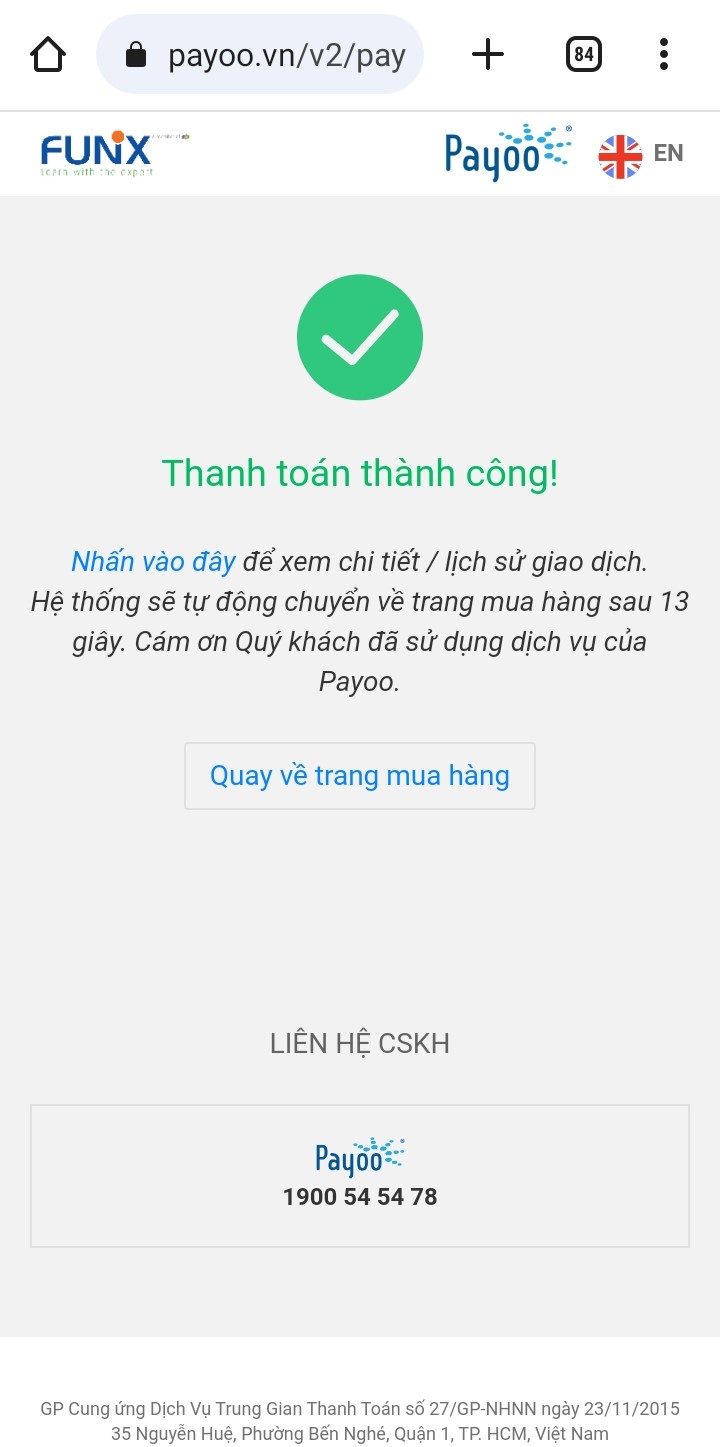 payoo.vn/v2/pay
84
FUNiX
Learn with the expert
Payoo®
EN
Thanh toán thành công!
Nhấn vào đây để xem chi tiết / lịch sử giao dịch.
Hệ thống sẽ tự động chuyển về trang mua hàng sau 13
giây. Cám ơn Quý khách đã sử dụng dịch vụ của
Payoo.
Quay về trang mua hàng
LIÊN HỆ CSKH
Payoo
1900 54 54 78
GP Cung ứng Dịch Vụ Trung Gian Thanh Toán số 27/GP-NHNN ngày 23/11/2015
35 Nguyễn Huệ, Phường Bến Nghé, Quận 1, TP. HCM, Việt Nam